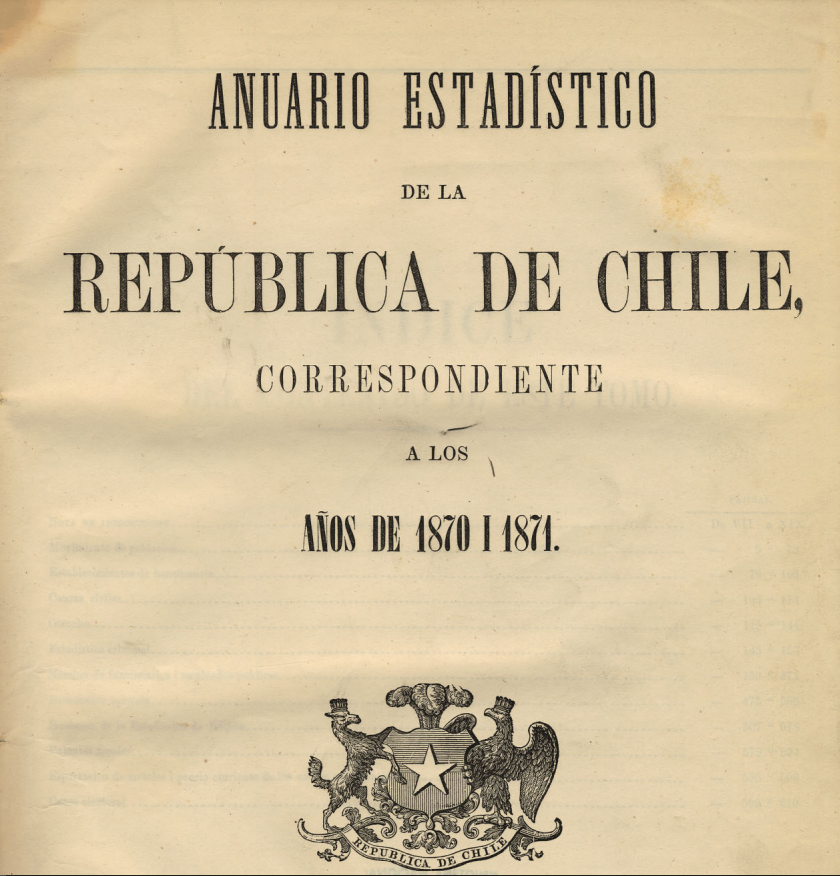 ANUARIO ESTADÍSTICO
DE LA
REPÚBLICA DE CHILE,
CORRESPONDIENTE
A LOS
AÑOS DE 1870 I 1871.
REPUBLICA DE CHILE